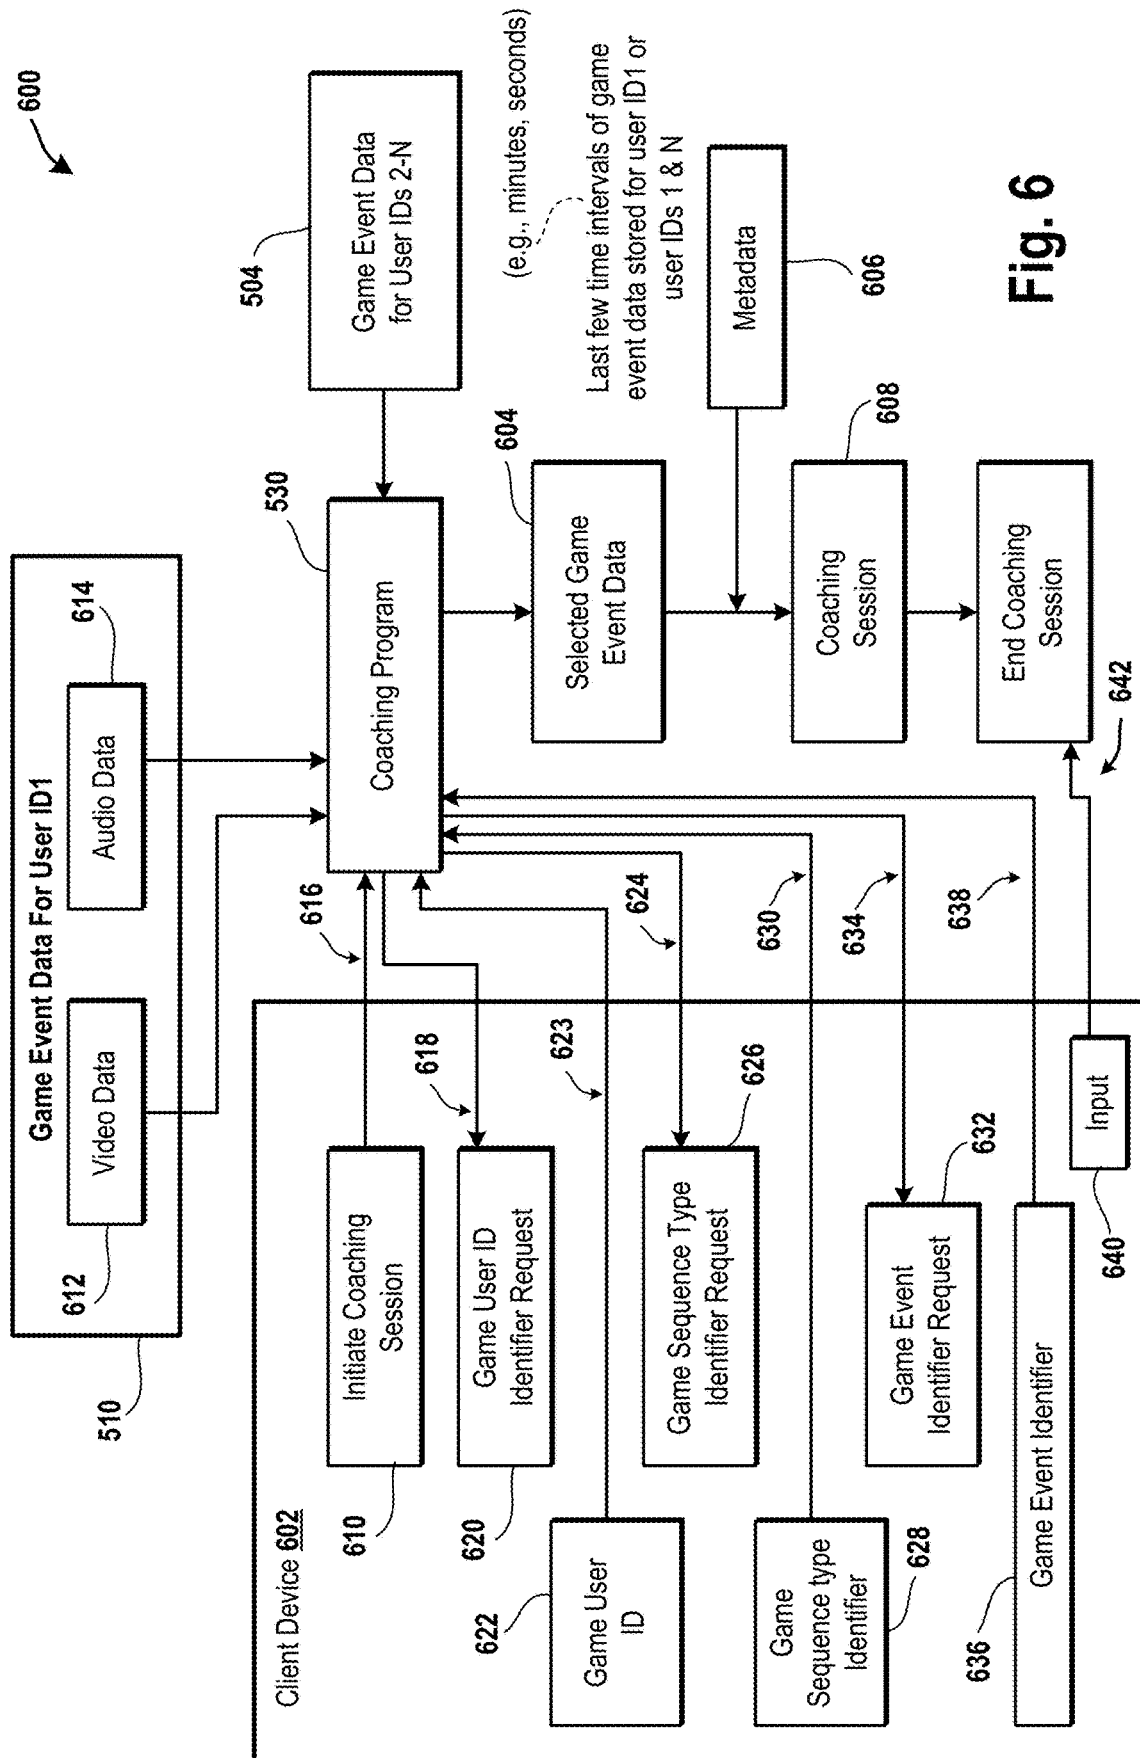 600
Game Event Data For User ID1
Video Data
Audio Data
612
614
510
504
Game Event Data
for User IDs 2-N
530
Coaching Program
Client Device 602
Initiate Coaching
Session
610
616
618
Game User ID
Identifier Request
620
Game User
ID
622
623
624
Game Sequence Type
Identifier Request
626
Game
Sequence type
Identifier
628
630
Game Event
Identifier Request
632
634
Game Event Identifier
636
638
Input
640
642
604
Selected Game
Event Data
(e.g., minutes, seconds)
Last few time intervals of game
event data stored for user ID1 or
user IDs 1 & N
Metadata
606
Coaching
Session
608
End Coaching
Session
Fig. 6